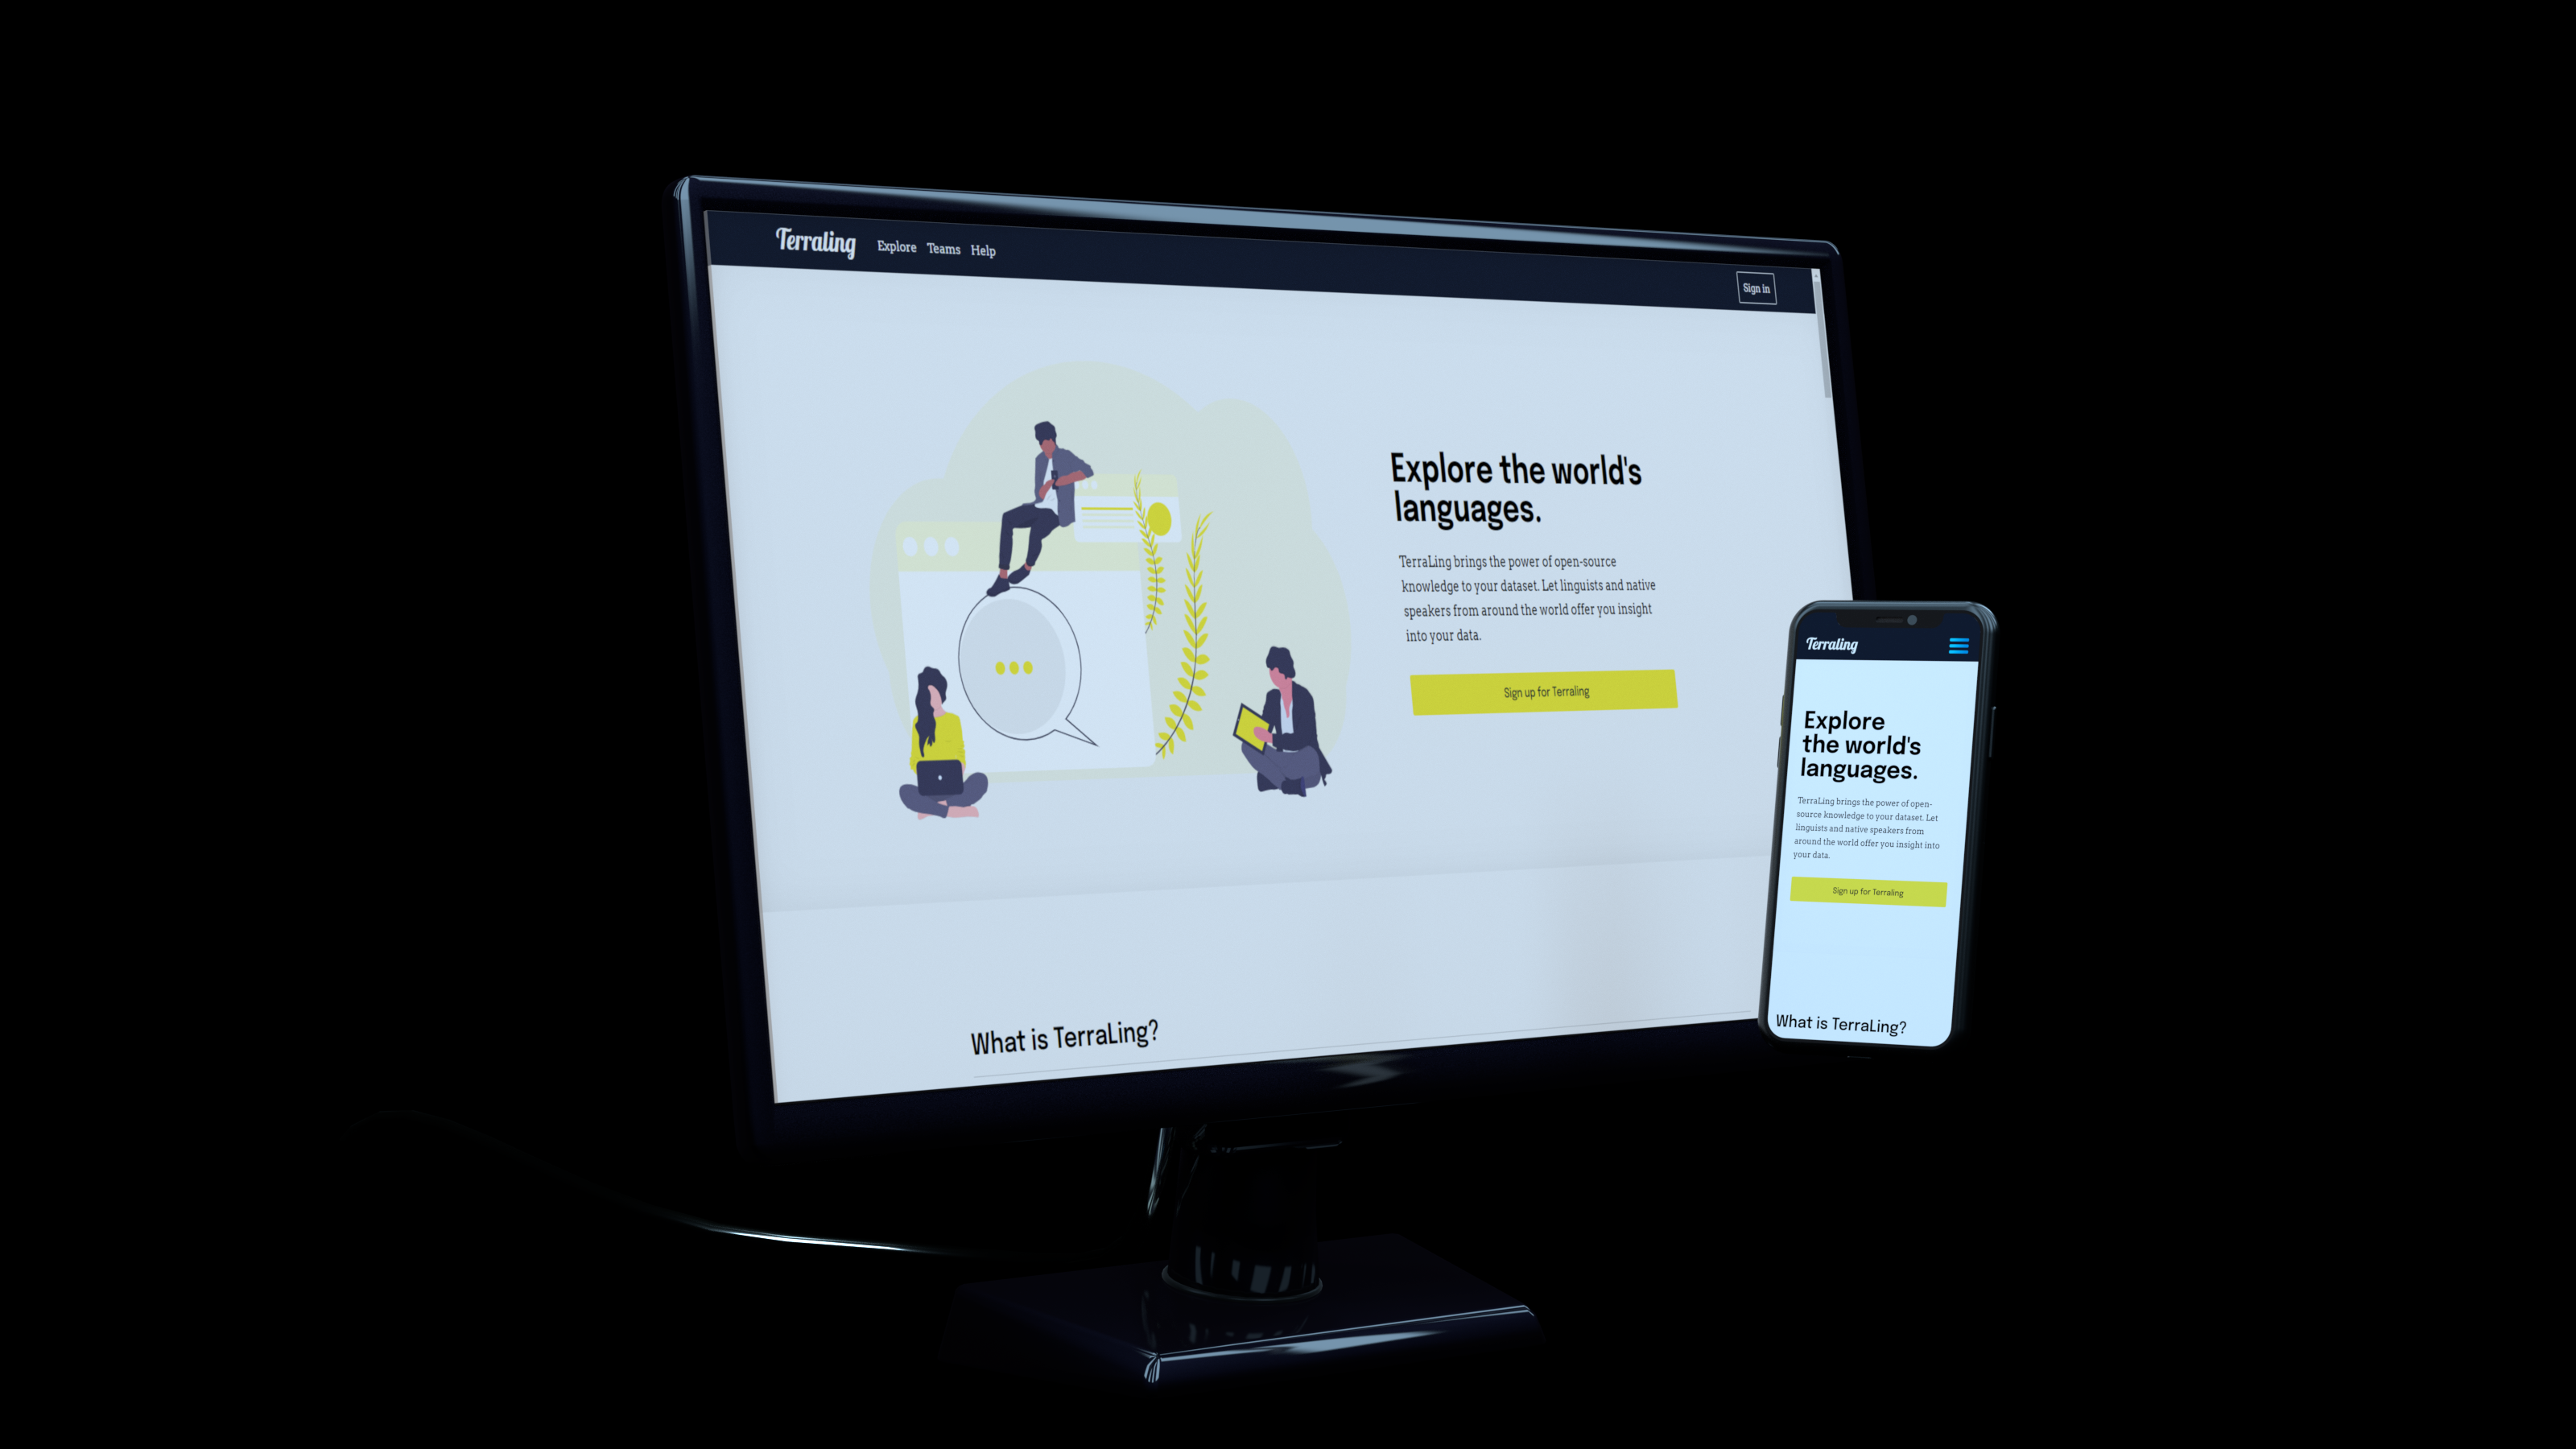 Terraling
Explore Teams Help
Sign in
Explore the world's
languages.
TerraLing brings the power of open-source
knowledge to your dataset. Let linguists and native
speakers from around the world offer you insight
into your data.
Sign up for Terraling
What is TerraLing?
Terraling
Explore
the world's
languages.
TerraLing brings the power of open-
source knowledge to your dataset. Let
linguists and native speakers from
around the world offer you insight into
your data.
Sign up for Terraling
What is TerraLing?